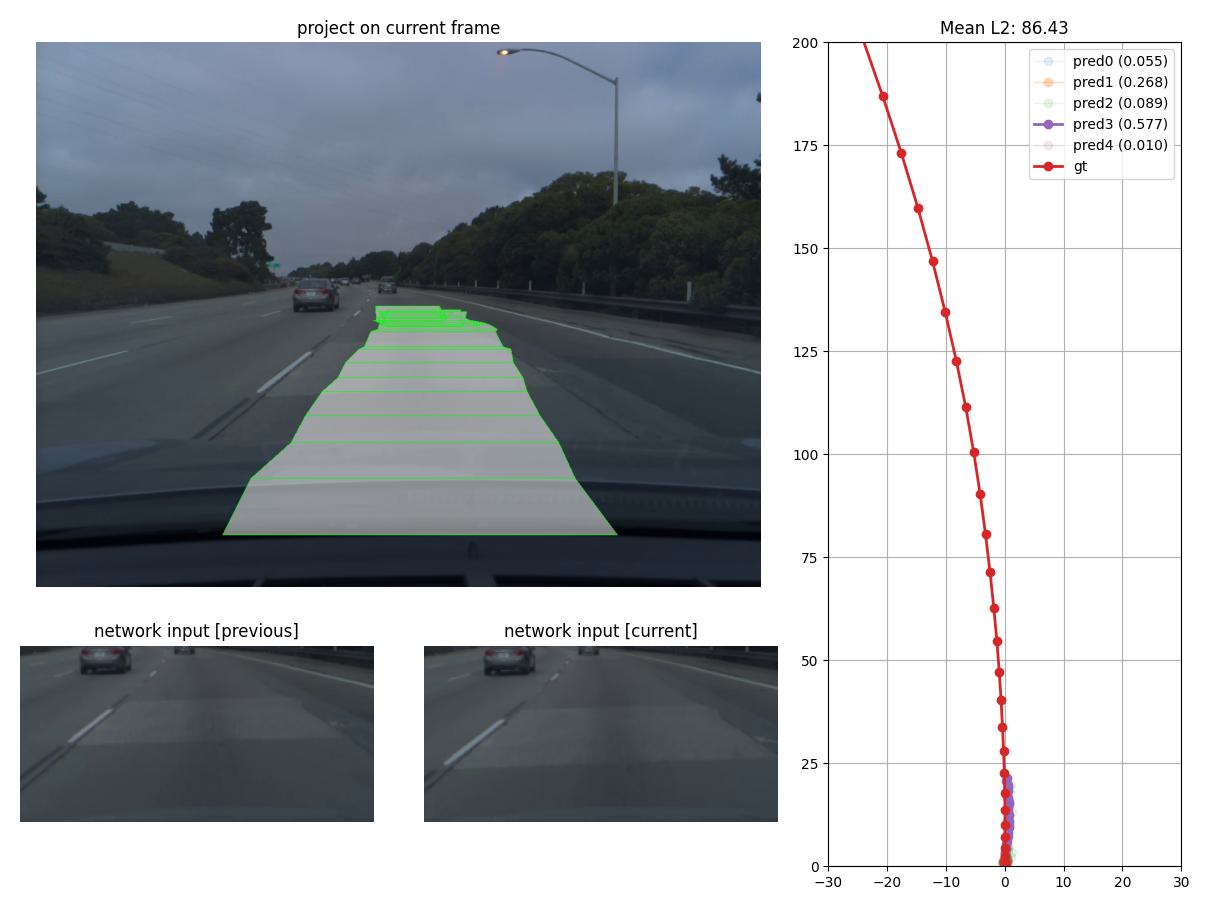 project on current frame
Mean L2: 86.43
200
175
150
125
100
75
50
25
0
−30
−20
−10
0
10
20
30
pred0 (0.055)
pred1 (0.268)
pred2 (0.089)
pred3 (0.577)
pred4 (0.010)
gt
network input [previous]
network input [current]